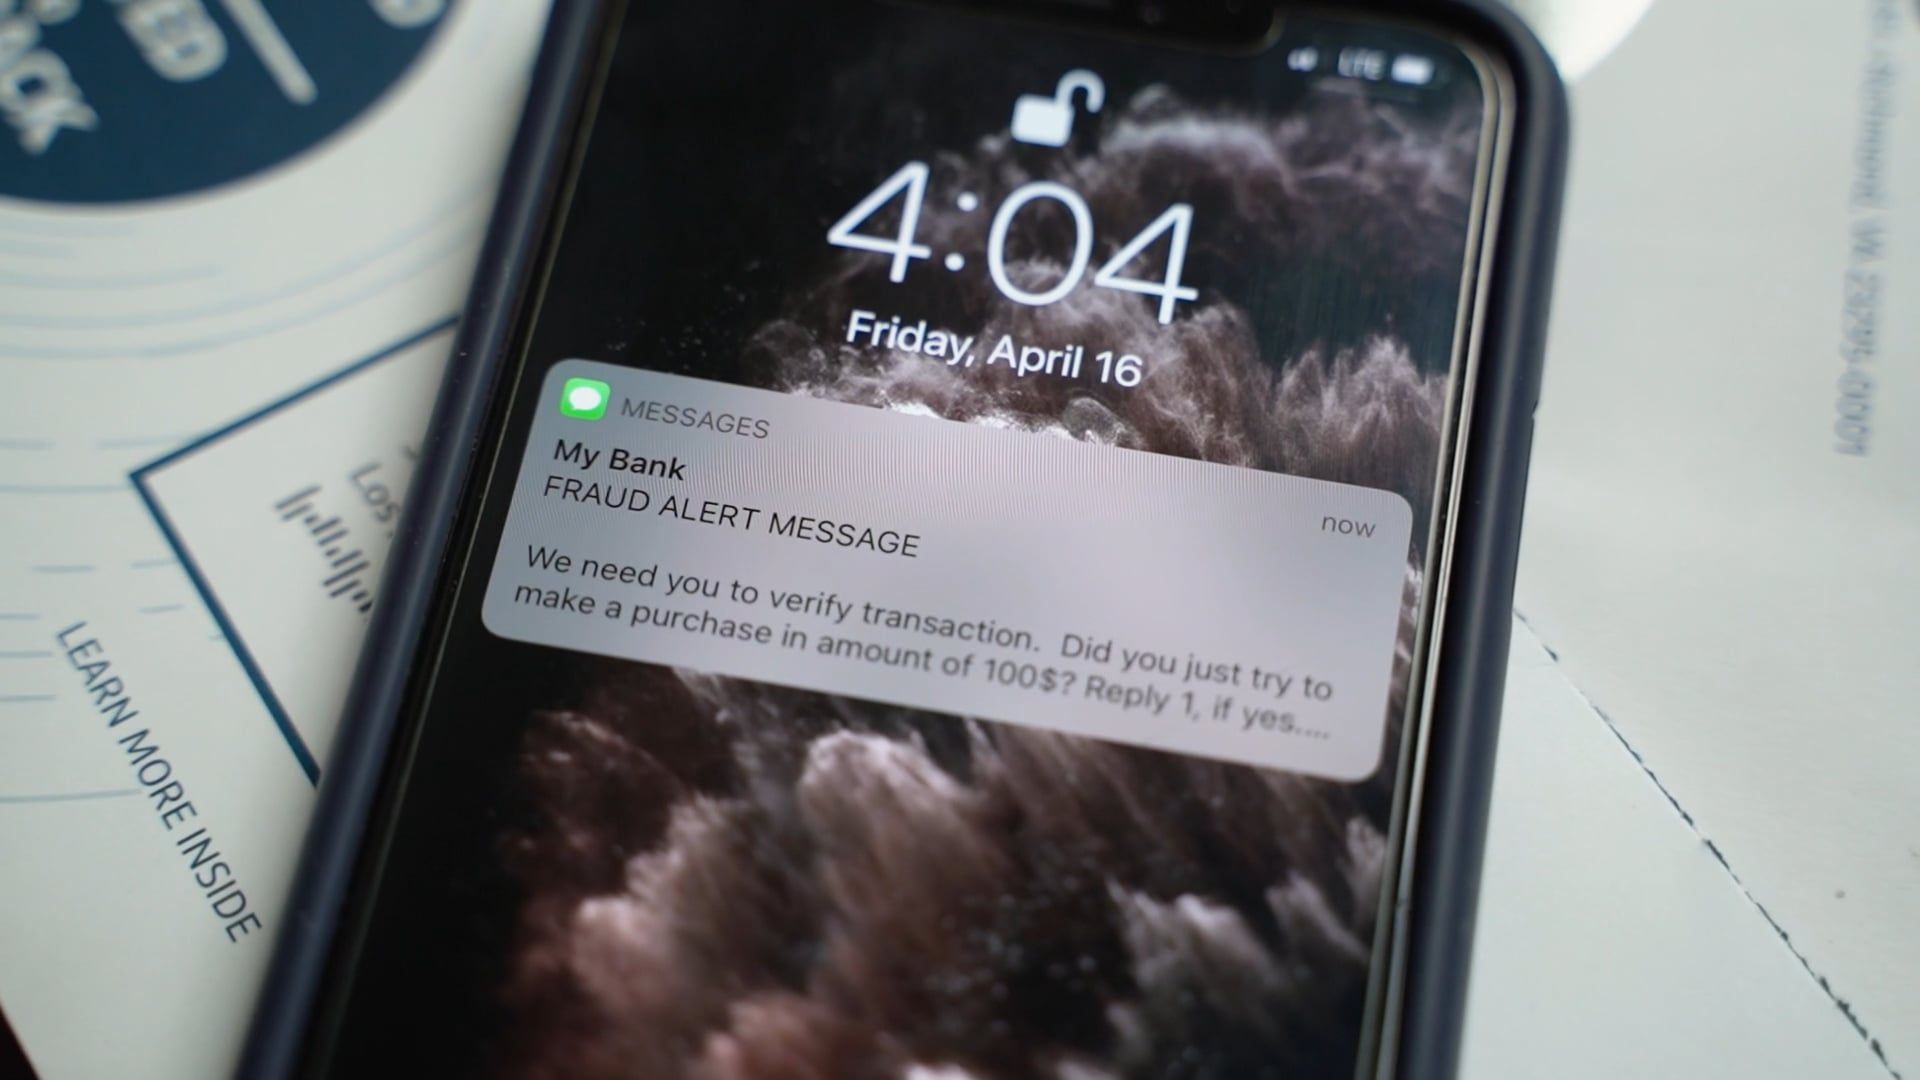 LTE
4:04
Friday, April 16
MESSAGES
now
My Bank
FRAUD ALERT MESSAGE
We need you to verify transaction.  Did you just try to
make a purchase in amount of 100$? Reply 1, if yes....
LEARN MORE INSIDE